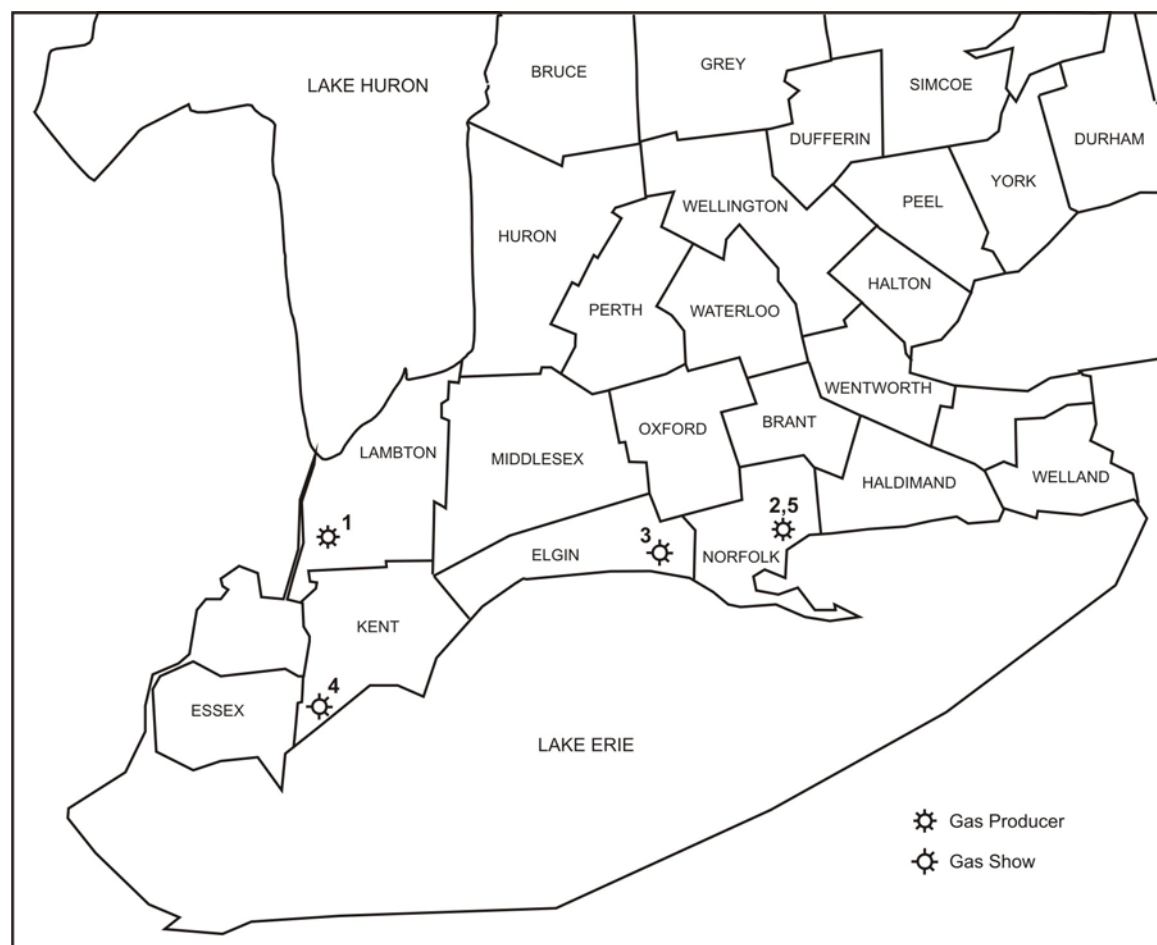 BRUCE
GREY
LAKE HURON
SIMCOE
DUFFERIN
DURHAM
YORK
PEEL
WELLINGTON
HURON
HALTON
PERTH
WATERLOO
WENTWORTH
BRANT
OXFORD
LAMBTON
MIDDLESEX
WELLAND
HALDIMAND
2,5
1
3
ELGIN
NORFOLK
KENT
4
ESSEX
LAKE ERIE
Gas Producer
Gas Show